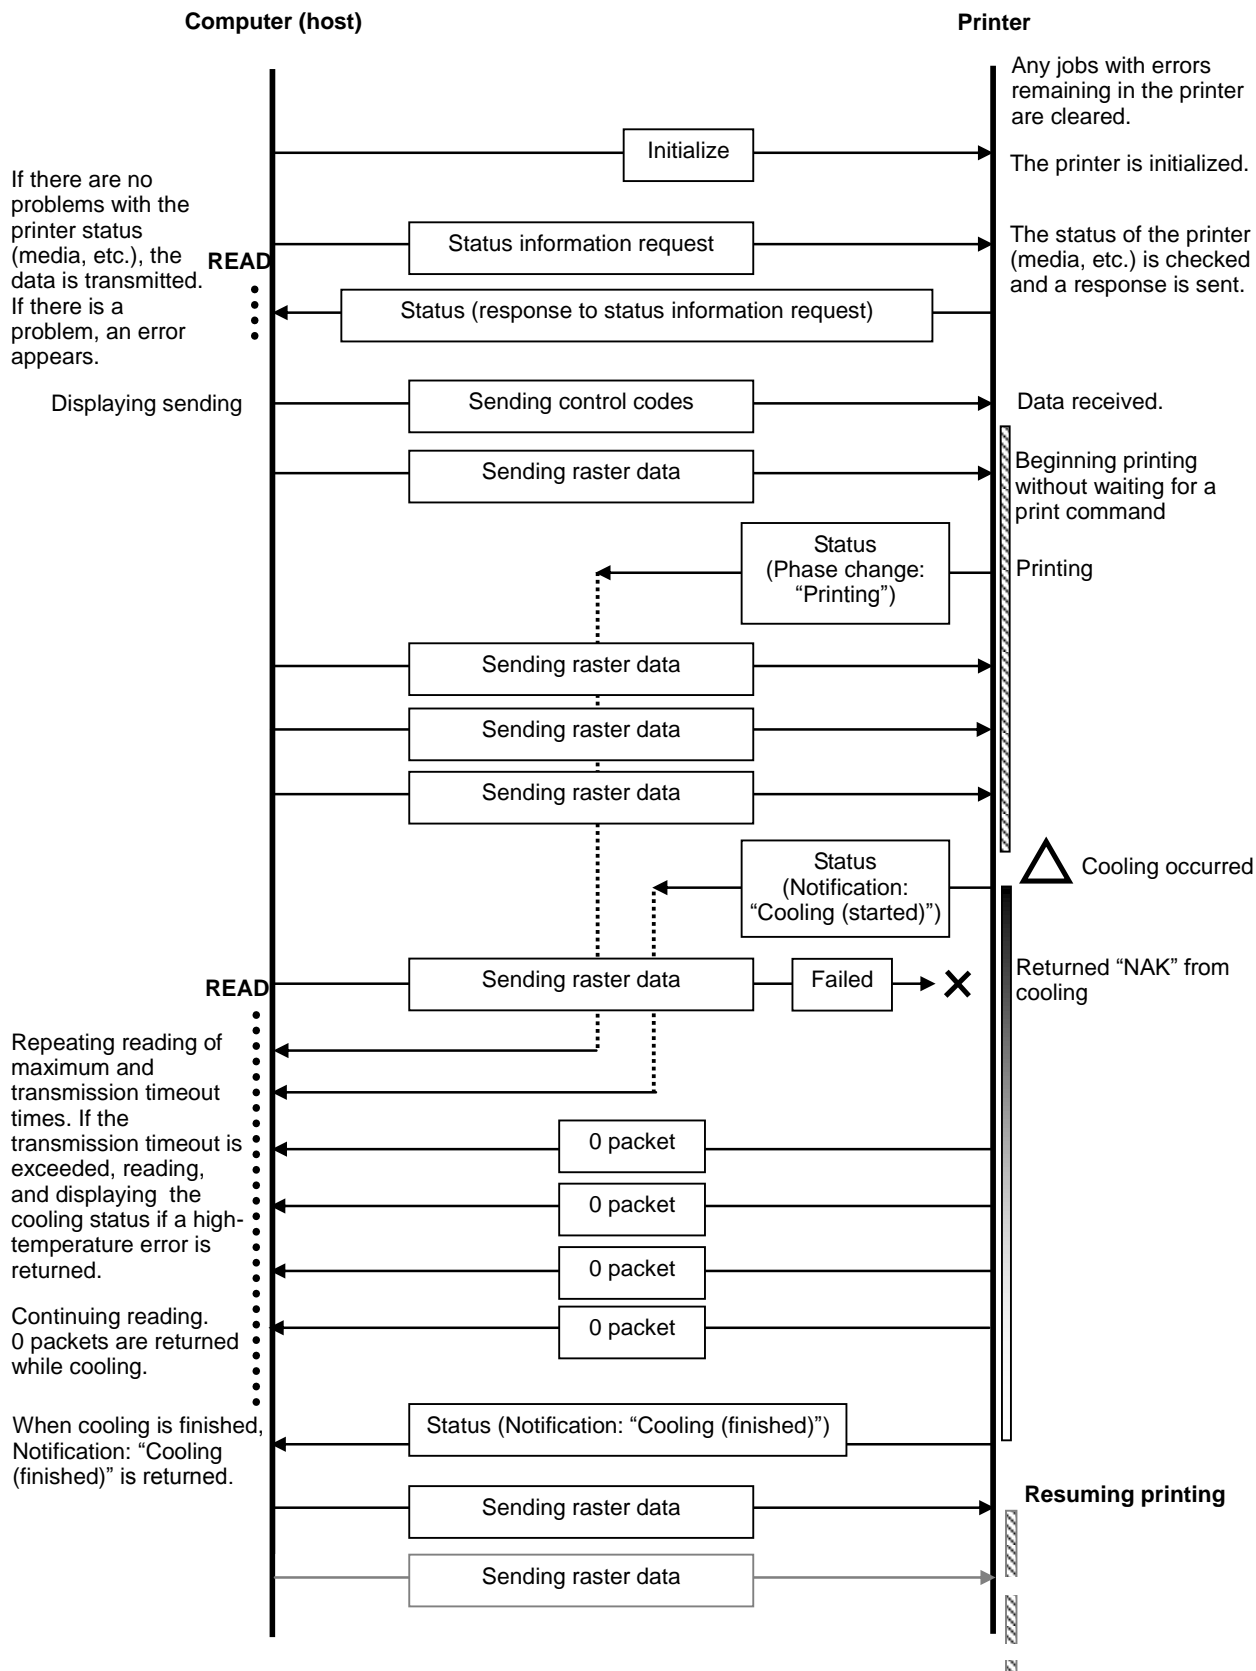 Computer (host)
Printer
Any jobs with errors
remaining in the printer
are cleared.
Initialize
The printer is initialized.
If there are no
problems with the
printer status
(media, etc.), the
data is transmitted.
If there is a
problem, an error
appears.
READ
Status information request
The status of the printer
(media, etc.) is checked
and a response is sent.
Status (response to status information request)
Displaying sending
Sending control codes
Data received.
Sending raster data
Beginning printing
without waiting for a
print command
Status
(Phase change:
“Printing”)
Printing
Sending raster data
Sending raster data
Sending raster data
Status
(Notification:
“Cooling (started)”)
Cooling occurred
READ
Sending raster data
Failed
Returned “NAK” from
cooling
Repeating reading of
maximum and
transmission timeout
times. If the
transmission timeout is
exceeded, reading,
and displaying the
cooling status if a high-
temperature error is
returned.
0 packet
0 packet
0 packet
0 packet
Continuing reading.
0 packets are returned
while cooling.
When cooling is finished,
Notification: “Cooling
(finished)” is returned.
Status (Notification: “Cooling (finished)”)
Sending raster data
Resuming printing
Sending raster data